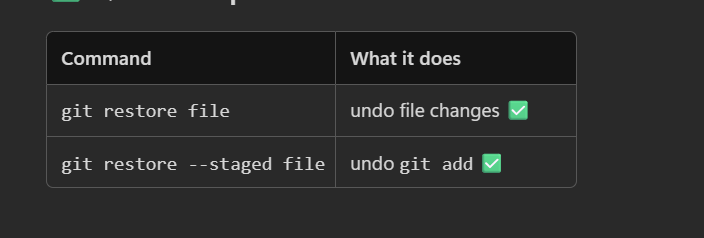 Command What it does
git restore file undo file changes ✅
git restore --staged file undo git add ✅